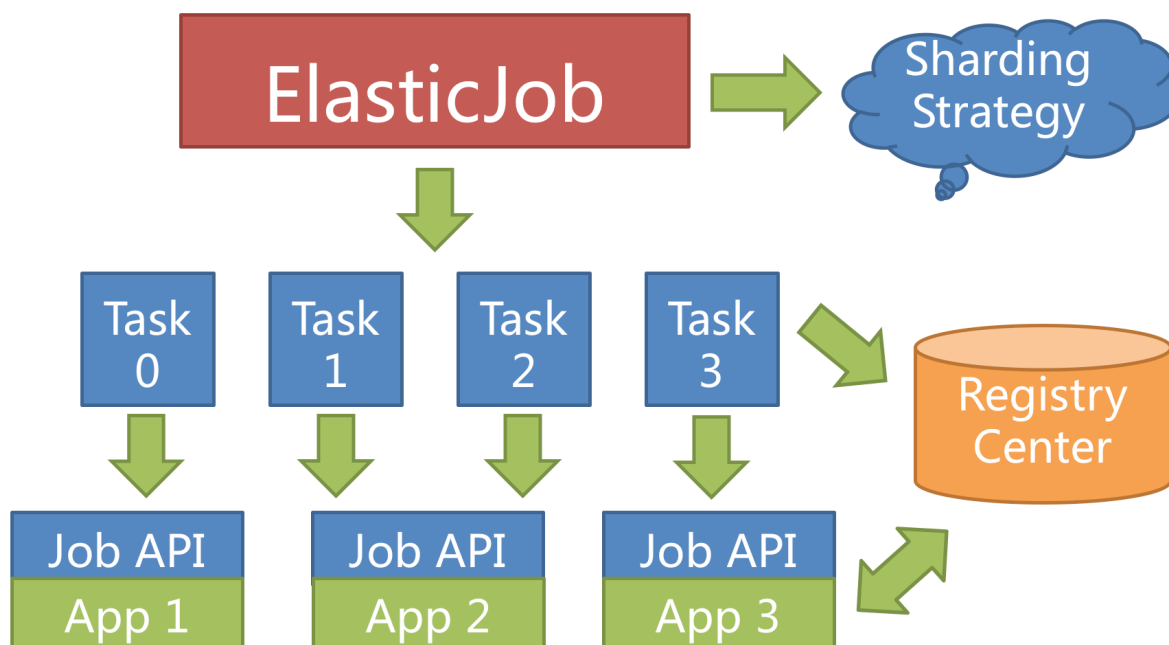 ElasticJob
Sharding
Strategy
Task
0
Task
1
Task
2
Task
3
Registry
Center
Job API
App 1
Job API
App 2
Job API
App 3